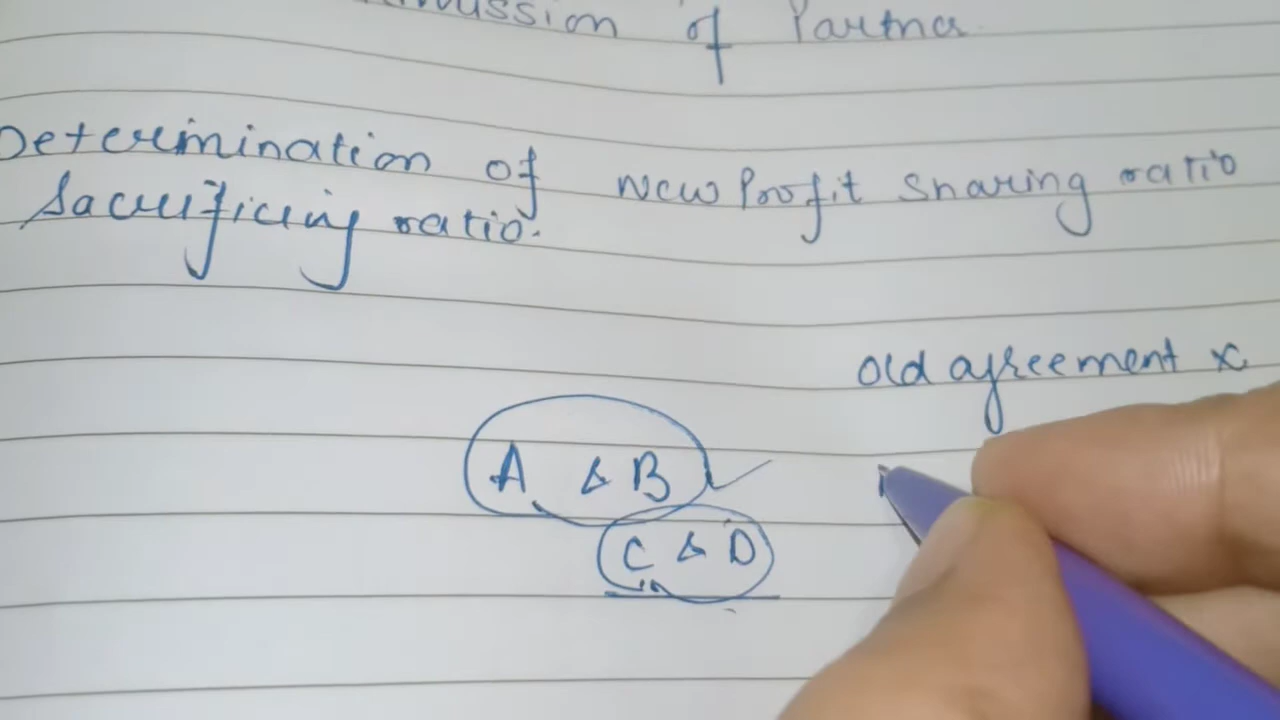 of Partner
Determination of New Profit Sharing ratio
Sacrificing ratio.
Old agreement x
A & B
C & D